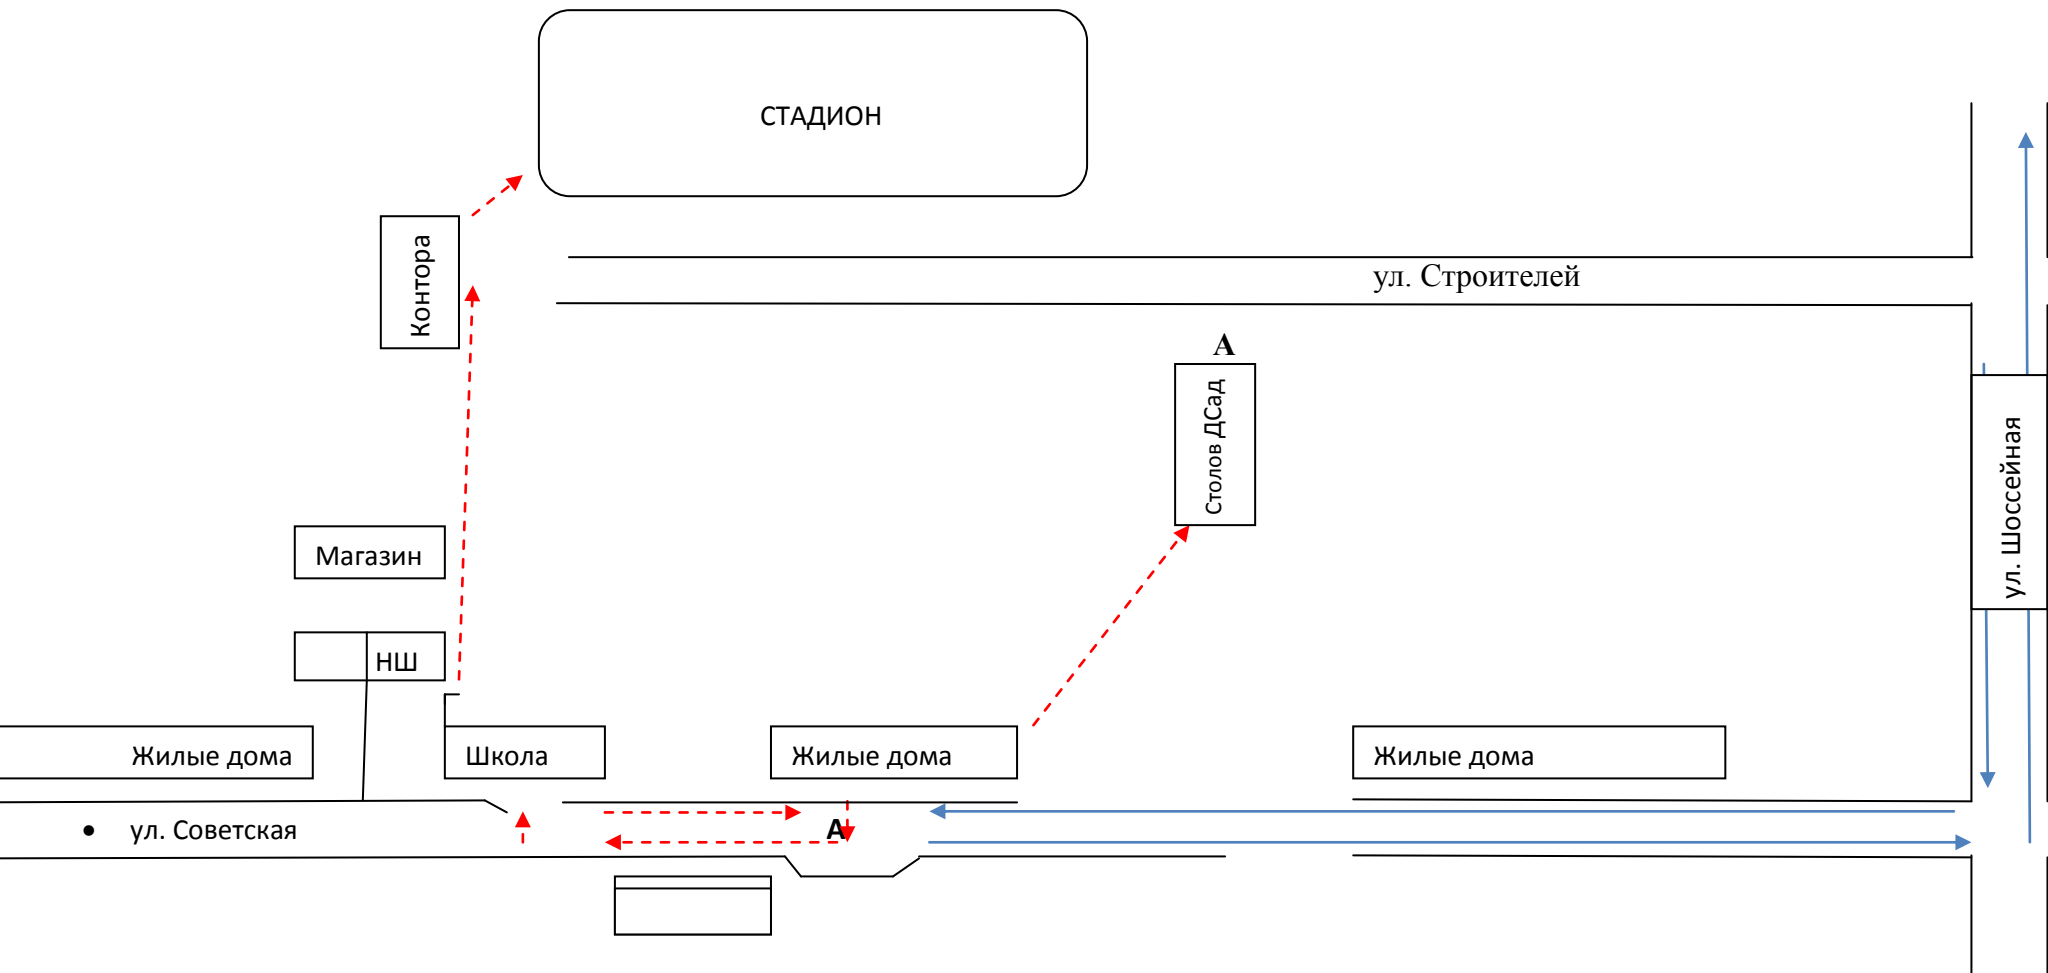 СТАДИОН
Контора
ул. Строителей
А
Столов ДСад
ул. Шоссейная
Магазин
НШ
Жилые дома
Школа
Жилые дома
Жилые дома
• ул. Советская
А